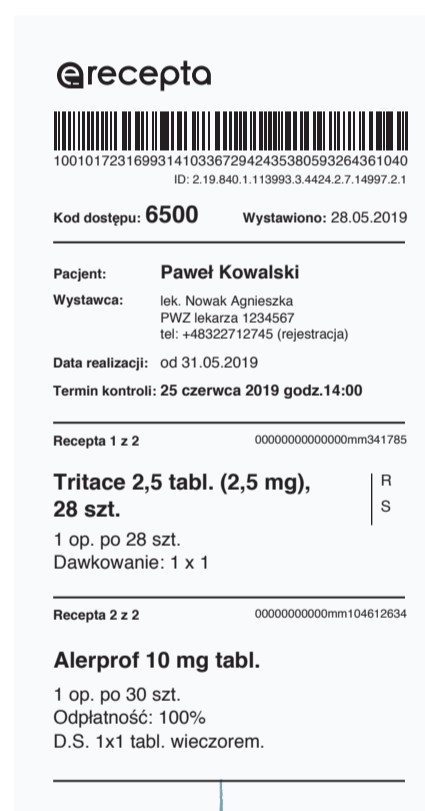 erecepta
10010172316993141033672942435380593264361040
ID: 2.19.840.1.113993.3.4424.2.7.14997.2.1
Kod dostępu: 6500 Wystawiono: 28.05.2019
Pacjent: Paweł Kowalski
Wystawca: lek. Nowak Agnieszka
PWZ lekarza 1234567
tel: +48322712745 (rejestracja)
Data realizacji: od 31.05.2019
Termin kontroli: 25 czerwca 2019 godz.14:00
Recepta 1 z 2 00000000000000mm341785
Tritace 2,5 tabl. (2,5 mg), R
28 szt. S
1 op. po 28 szt.
Dawkowanie: 1 x 1
Recepta 2 z 2 00000000000mm104612634
Alerprof 10 mg tabl.
1 op. po 30 szt.
Odpłatność: 100%
D.S. 1x1 tabl. wieczorem.